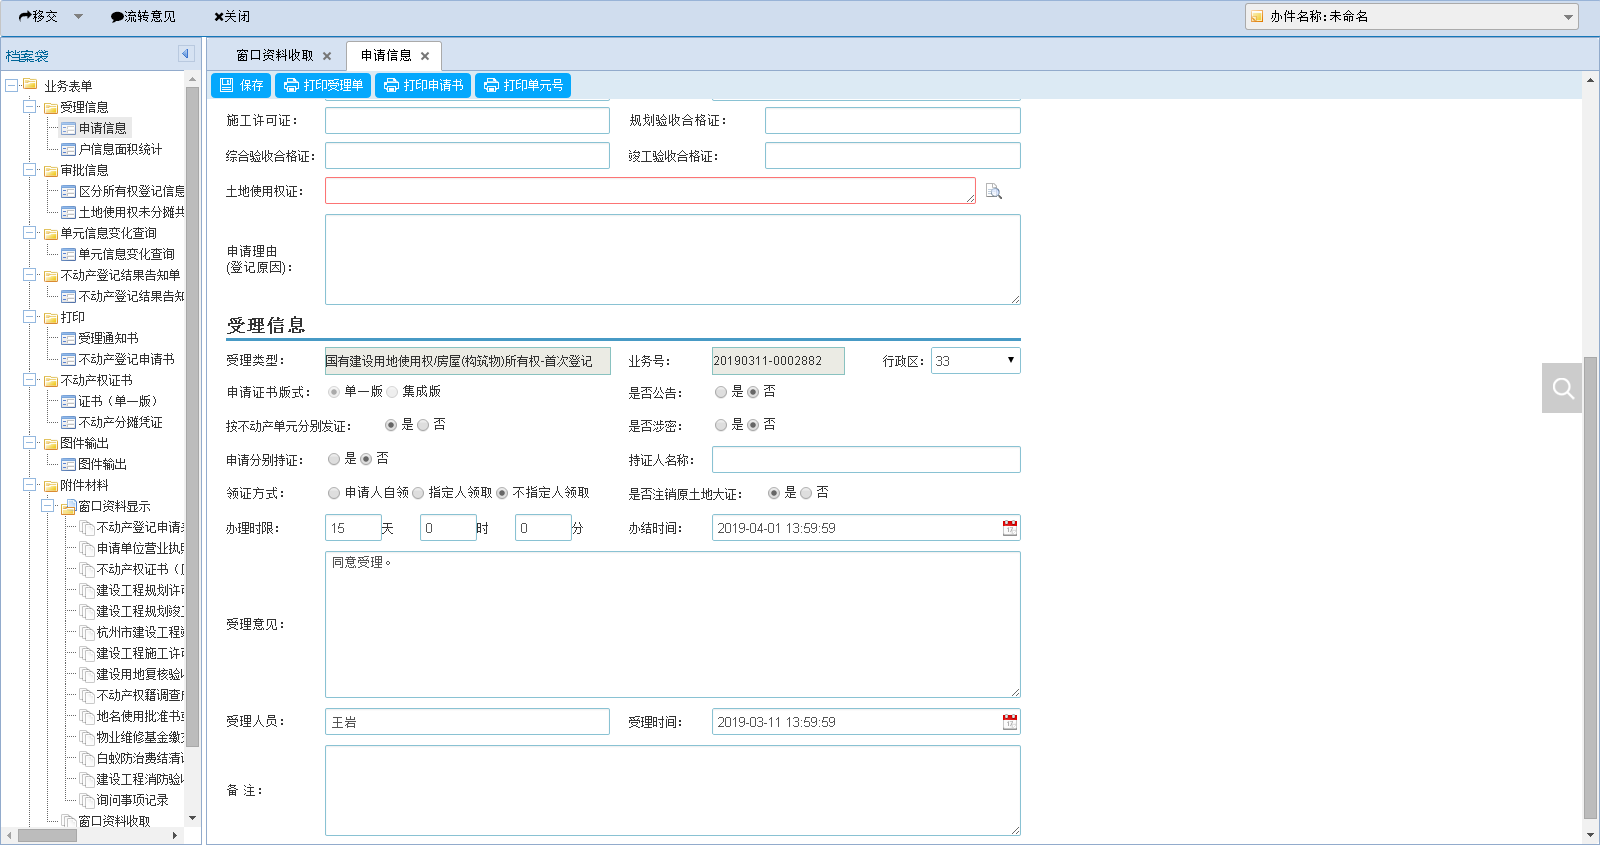 移交 流转意见 关闭 办件名称:未命名
档案袋
业务表单
受理信息
申请信息
户信息面积统计
审批信息
区分所有权登记信息
土地使用权未分摊共
单元信息变化查询
单元信息变化查询
不动产登记结果告知单
不动产登记结果告知
打印
受理通知书
不动产登记申请书
不动产权证书
证书（单一版）
不动产分摊凭证
图件输出
图件输出
附件材料
窗口资料显示
不动产登记申请
申请单位营业执
不动产权证书（
建设工程规划许可
建设工程规划竣工
杭州市建设工程
建设工程施工许可
建设用地复核验收
不动产权籍调查
地名使用批准书
物业维修基金缴
白蚁防治费结清
建设工程消防验收
询问事项记录
窗口资料收取
窗口资料收取 申请信息
保存 打印受理单 打印申请书 打印单元号
施工许可证： 规划验收合格证：
综合验收合格证： 竣工验收合格证：
土地使用权证：
申请理由
(登记原因)：
受理信息
受理类型： 国有建设用地使用权/房屋(构筑物)所有权-首次登记 业务号： 20190311-0002882 行政区： 33
申请证书版式： 单一版 集成版 是否公告： 是 否
按不动产单元分别发证： 是 否 是否涉密： 是 否
申请分别持证： 是 否 持证人名称：
领证方式： 申请人自领 指定人领取 不指定人领取 是否注销原土地大证： 是 否
办理时限： 15 天 0 时 0 分 办结时间： 2019-04-01 13:59:59
受理意见： 同意受理。
受理人员： 王岩 受理时间： 2019-03-11 13:59:59
备 注：